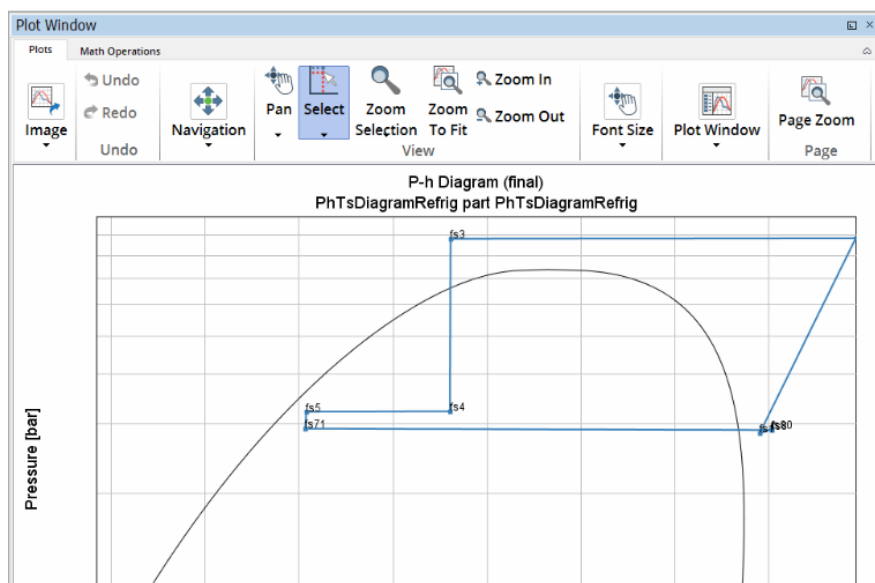 Plot Window
Plots Math Operations
Image
Undo
Redo
Undo
Navigation
Pan
Select
Zoom Selection
Zoom To Fit
Zoom In
Zoom Out
View
Font Size
Plot Window
Page Zoom
Page
P-h Diagram (final)
PhTsDiagramRefrig part PhTsDiagramRefrig
Pressure [bar]
fs3
fs5
fs4
fs71